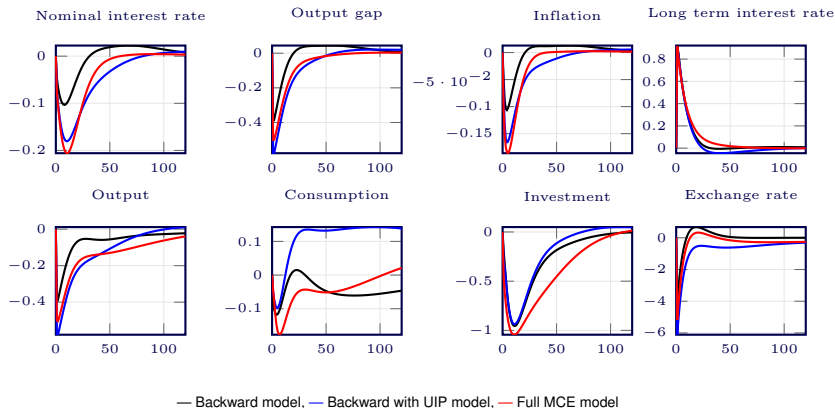 Nominal interest rate
Output gap
Inflation
Long term interest rate
0
−0.1
−0.2
0 50 100
0
−0.2
−0.4
0 50 100
0
−5 · 10−2
−0.1
−0.15
0 50 100
0.8
0.6
0.4
0.2
0
0 50 100
Output
Consumption
Investment
Exchange rate
0
−0.2
−0.4
0 50 100
0.1
0
−0.1
0 50 100
0
−0.5
−1
0 50 100
0
−2
−4
−6
0 50 100
— Backward model, — Backward with UIP model, — Full MCE model